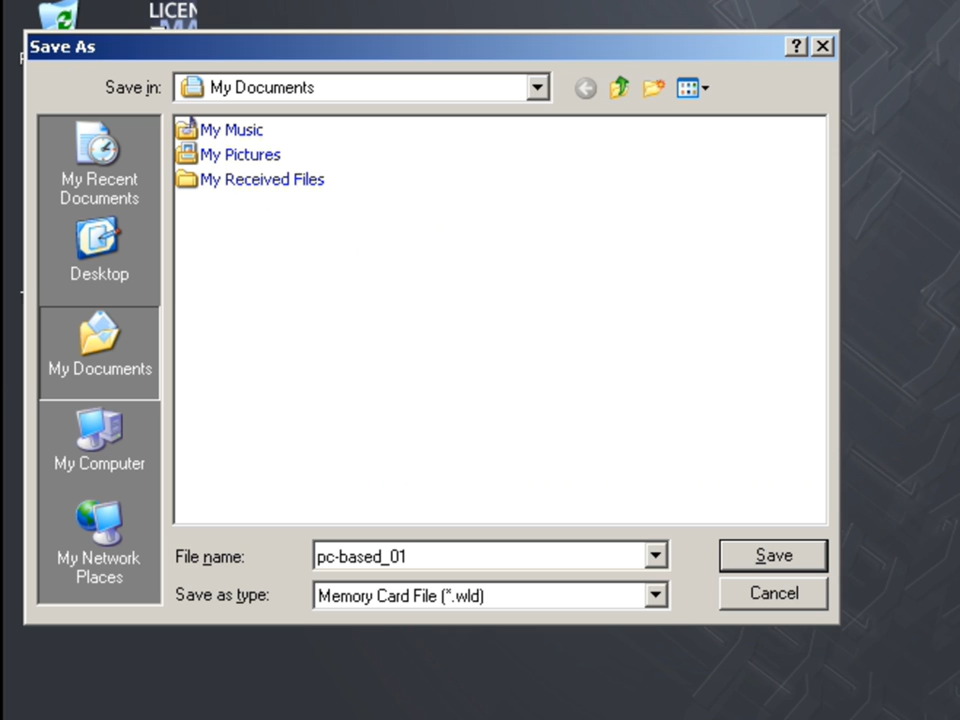 LICEN
Save As
Save in:
My Documents
My Music
My Pictures
My Received Files
My Recent
Documents
Desktop
My Documents
My Computer
My Network
Places
File name:
pc-based_01
Save
Save as type:
Memory Card File (*.wld)
Cancel